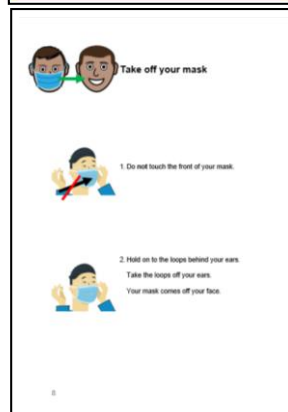 Take off your mask
1. Do not touch the front of your mask.
2. Hold on to the loops behind your ears.
Take the loops off your ears.
Your mask comes off your face.
8